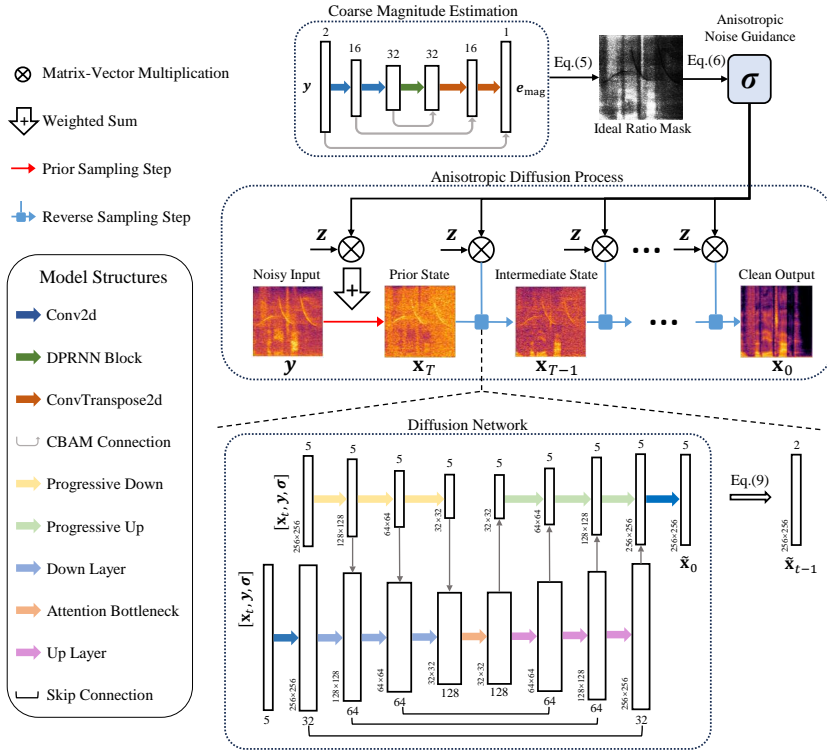 Coarse Magnitude Estimation
2
16
32
32
16
1
y
e_mag
Eq.(5)
Ideal Ratio Mask
Eq.(6)
Anisotropic
Noise Guidance
σ
Matrix-Vector Multiplication
Weighted Sum
Prior Sampling Step
Reverse Sampling Step
Anisotropic Diffusion Process
z
z
z
z
Noisy Input
Prior State
Intermediate State
Clean Output
y
x_T
x_{T−1}
x_0
Model Structures
Conv2d
DPRNN Block
ConvTranspose2d
CBAM Connection
Progressive Down
Progressive Up
Down Layer
Attention Bottleneck
Up Layer
Skip Connection
Diffusion Network
[x_t, y, σ]
5
5
5
5
5
5
5
5
5
256×256
128×128
64×64
32×32
32×32
64×64
128×128
256×256
256×256
x̃_0
Eq.(9)
2
256×256
x̃_{t−1}
[x_t, y, σ]
256×256
128×128
64×64
32×32
32×32
64×64
128×128
256×256
5
32
64
64
128
128
64
64
32